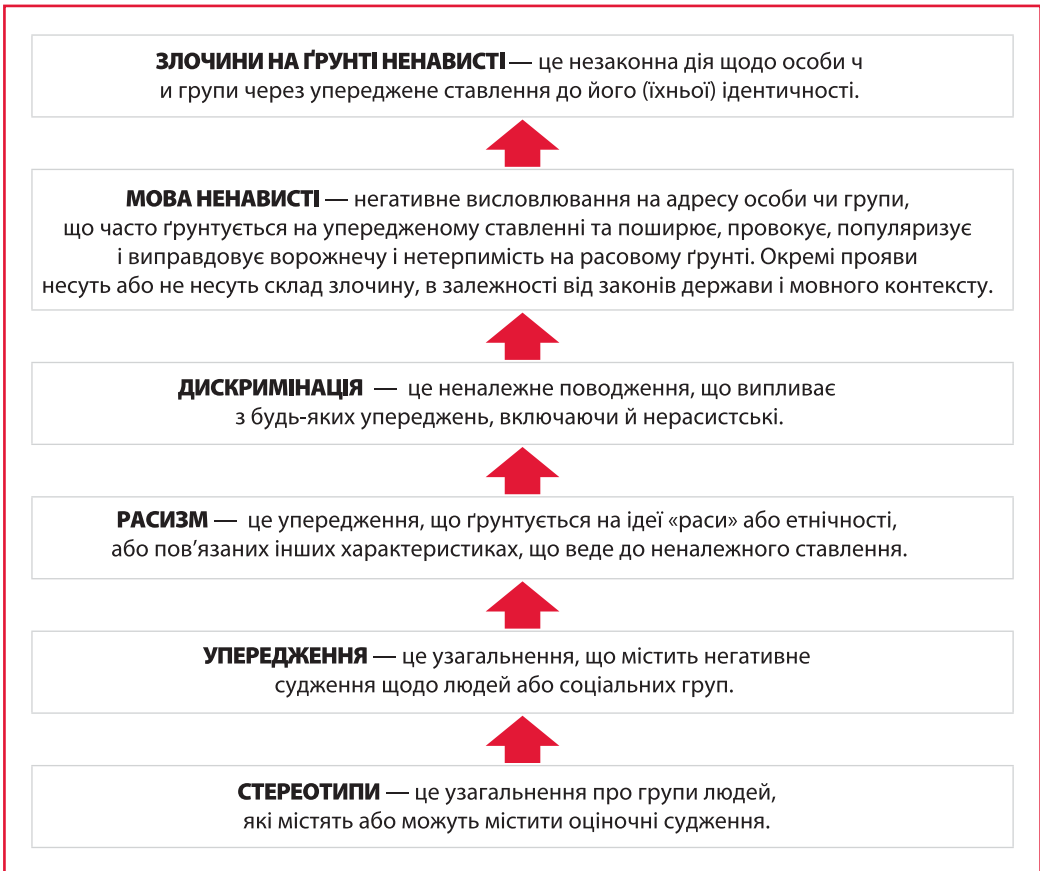 ЗЛОЧИНИ НА ҐРУНТІ НЕНАВИСТІ — це незаконна дія щодо особи ч
и групи через упереджене ставлення до його (їхньої) ідентичності.
МОВА НЕНАВИСТІ — негативне висловлювання на адресу особи чи групи,
що часто ґрунтується на упередженому ставленні та поширює, провокує, популяризує
і виправдовує ворожнечу і нетерпимість на расовому ґрунті. Окремі прояви
несуть або не несуть склад злочину, в залежності від законів держави і мовного контексту.
ДИСКРИМІНАЦІЯ — це неналежне поводження, що випливає
з будь-яких упереджень, включаючи й нерасистські.
РАСИЗМ — це упередження, що ґрунтується на ідеї «раси» або етнічності,
або пов’язаних інших характеристиках, що веде до неналежного ставлення.
УПЕРЕДЖЕННЯ — це узагальнення, що містить негативне
судження щодо людей або соціальних груп.
СТЕРЕОТИПИ — це узагальнення про групи людей,
які містять або можуть містити оціночні судження.